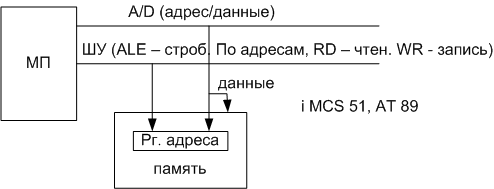 A/D (адрес/данные)
МП
ШУ (ALE – строб. По адресам, RD – чтен. WR - запись)
данные
i MCS 51, AT 89
Рг. адреса
память